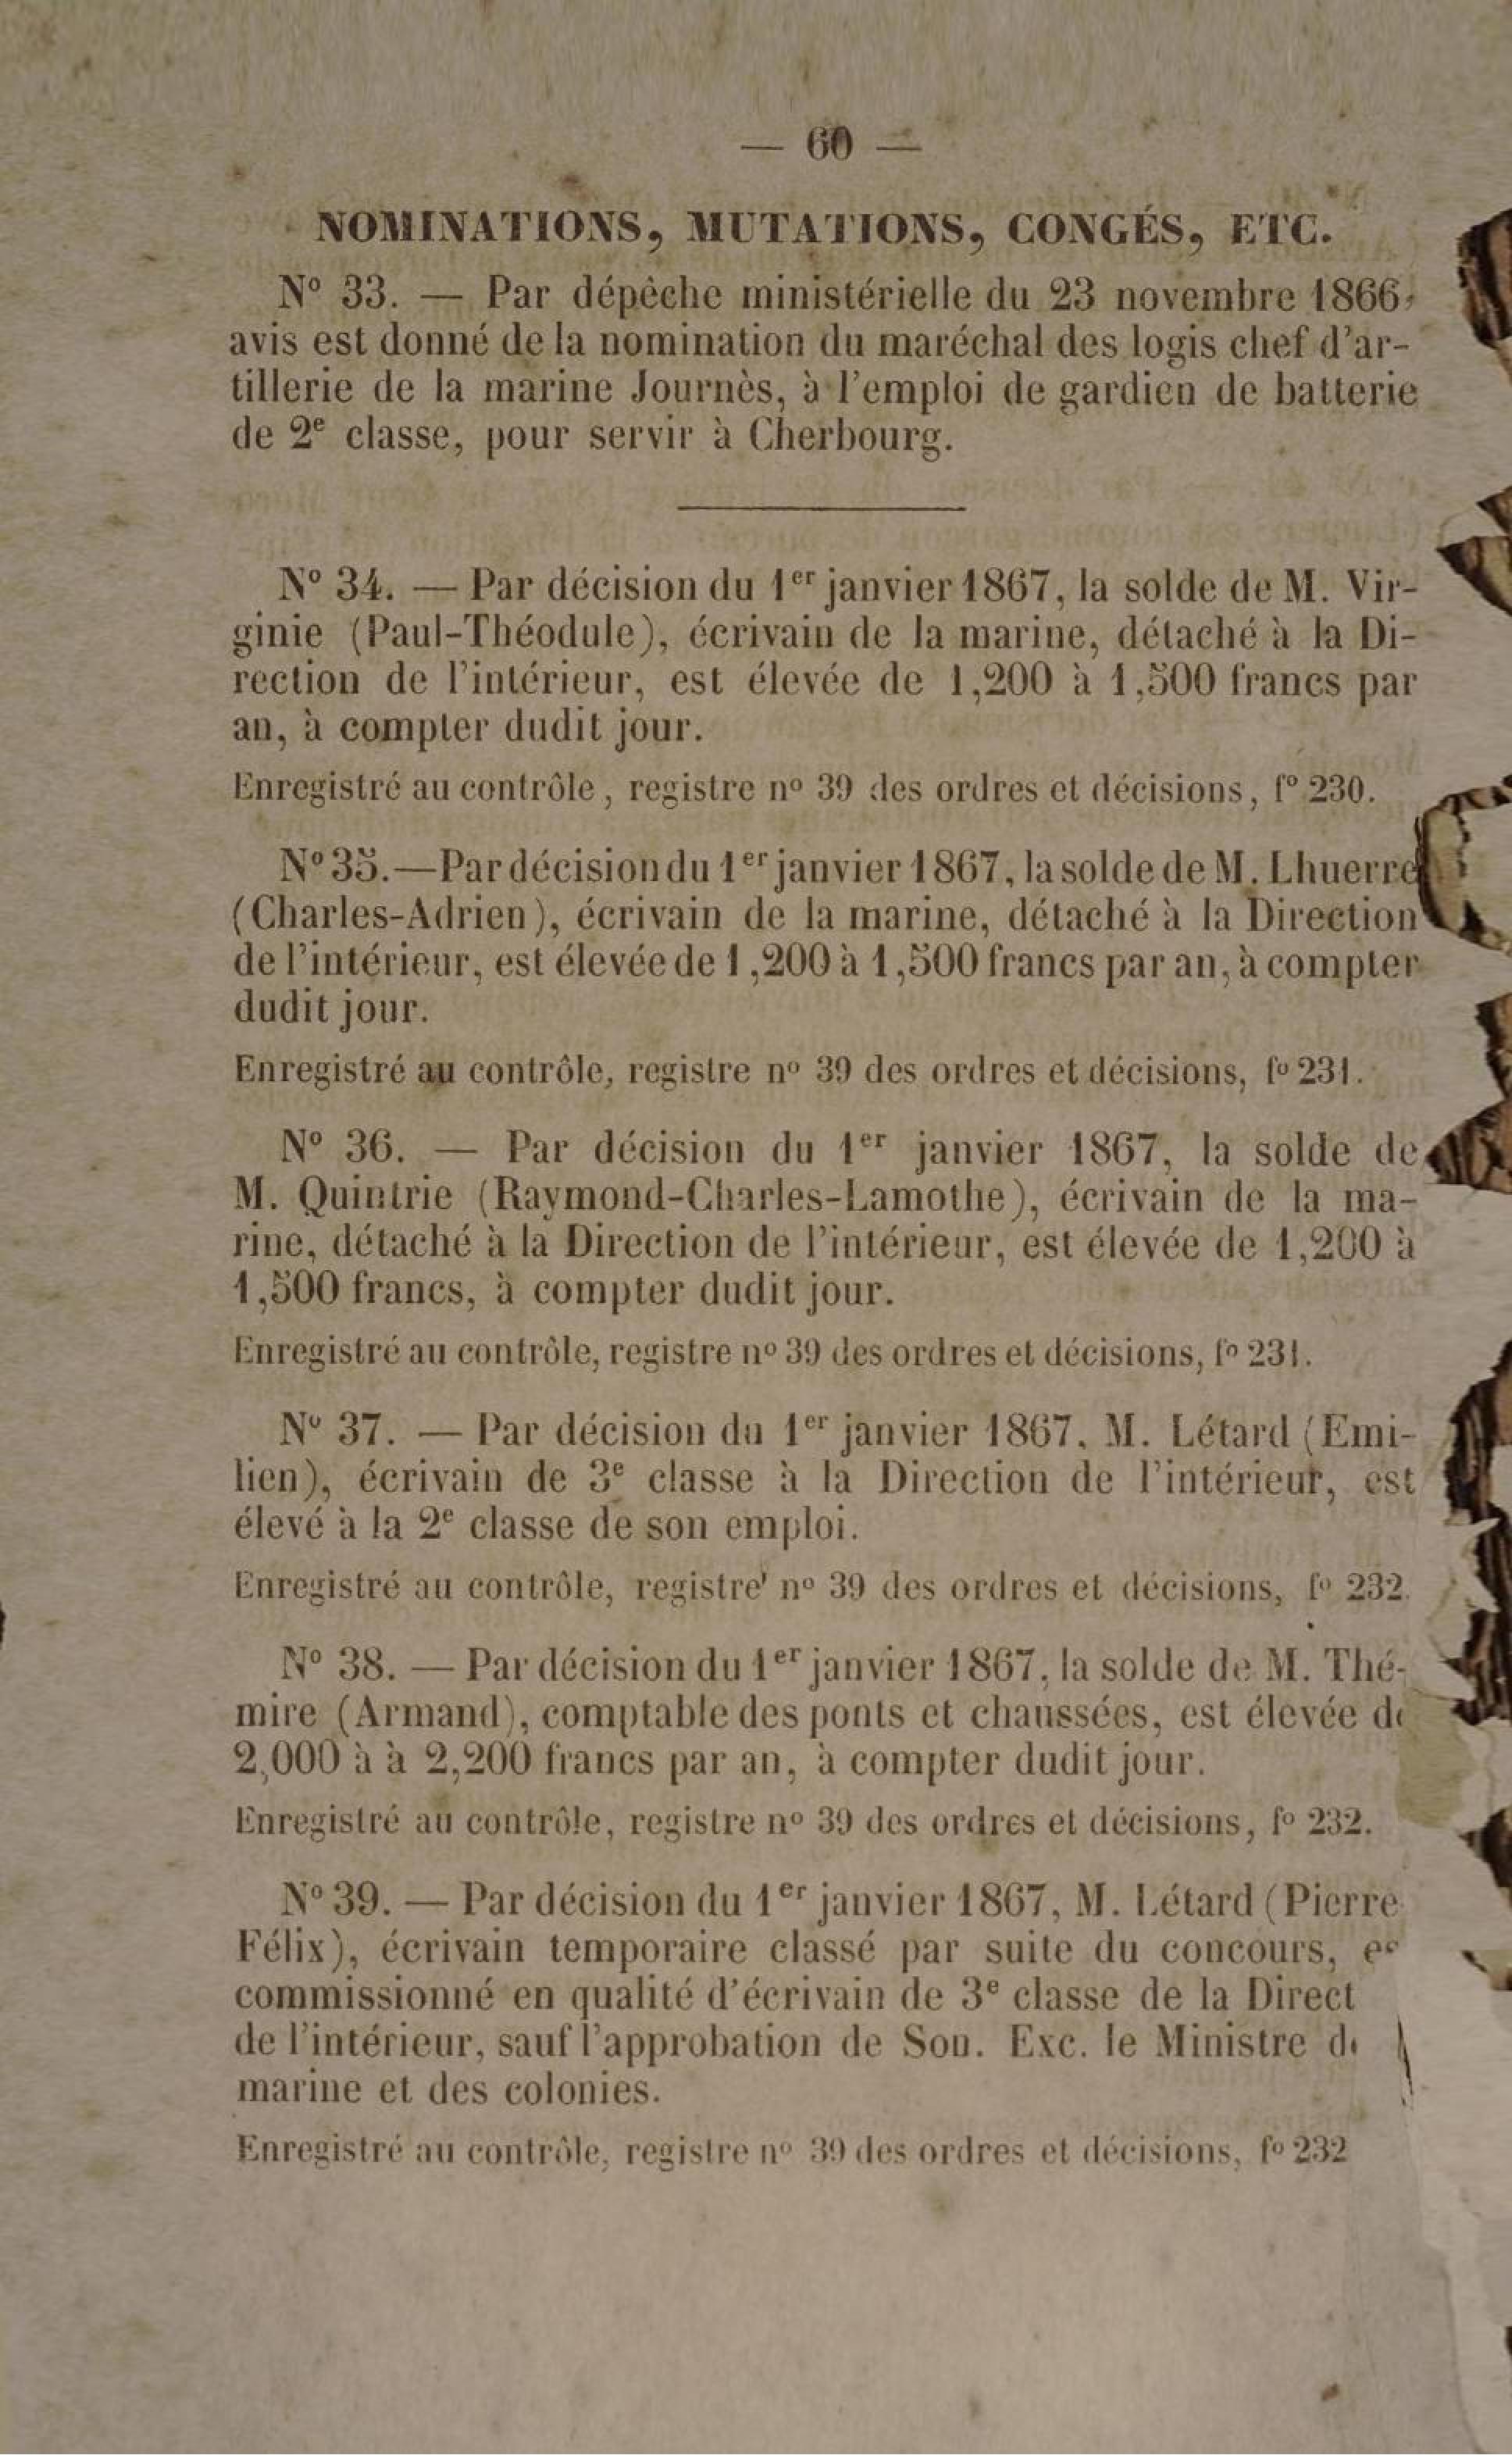 — 60 —
NOMINATIONS, MUTATIONS, CONGÉS, ETC.
N° 33. — Par dépêche ministérielle du 23 novembre 1866,
avis est donné de la nomination du maréchal des logis chef d'ar-
tillerie de la marine Journès, à l'emploi de gardien de batterie
de 2e classe, pour servir à Cherbourg.
N° 34. — Par décision du 1er janvier 1867, la solde de M. Vir-
ginie (Paul-Théodule), écrivain de la marine, détaché à la Di-
rection de l'intérieur, est élevée de 1,200 à 1,500 francs par
an, à compter dudit jour.
Enregistré au contrôle, registre n° 39 des ordres et décisions, f° 230.
N° 35. — Par décision du 1er janvier 1867, la solde de M. Lhuerre
(Charles-Adrien), écrivain de la marine, détaché à la Direction
de l'intérieur, est élevée de 1,200 à 1,500 francs par an, à compter
dudit jour.
Enregistré au contrôle, registre n° 39 des ordres et décisions, f° 231.
N° 36. — Par décision du 1er janvier 1867, la solde de
M. Quintrie (Raymond-Charles-Lamothe), écrivain de la ma-
rine, détaché à la Direction de l'intérieur, est élevée de 1,200 à
1,500 francs, à compter dudit jour.
Enregistré au contrôle, registre n° 39 des ordres et décisions, f° 231.
N° 37. — Par décision du 1er janvier 1867, M. Létard (Emi-
lien), écrivain de 3e classe à la Direction de l'intérieur, est
élevé à la 2e classe de son emploi.
Enregistré au contrôle, registre n° 39 des ordres et décisions, f° 232.
N° 38. — Par décision du 1er janvier 1867, la solde de M. Thé-
mire (Armand), comptable des ponts et chaussées, est élevée
2,000 à à 2,200 francs par an, à compter dudit jour.
Enregistré au contrôle, registre n° 39 des ordres et décisions, f° 232.
N° 39. — Par décision du 1er janvier 1867, M. Létard (Pierre
Félix), écrivain temporaire classé par suite du concours,
commissionné en qualité d'écrivain de 3e classe de la Direct
de l'intérieur, sauf l'approbation de Son. Exc. le Ministre
marine et des colonies.
Enregistré au contrôle, registre n° 39 des ordres et décisions, f° 232